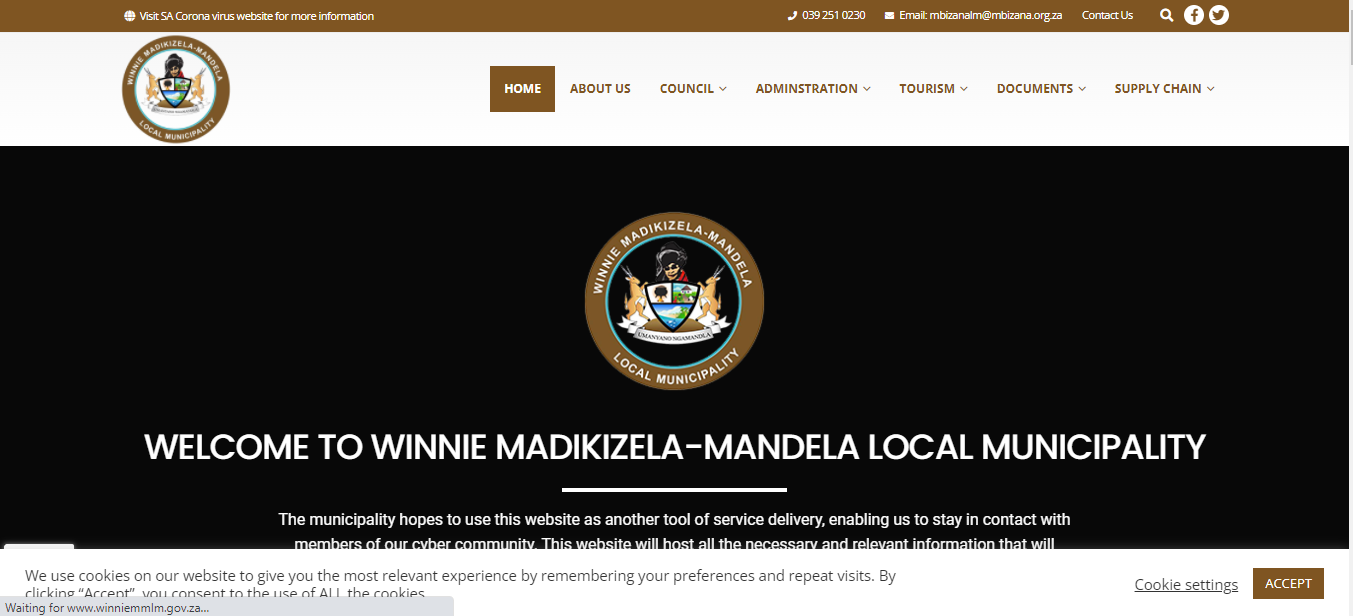 Visit SA Corona virus website for more information
039 251 0230
Email: mbizanalm@mbizana.org.za
Contact Us
WINNIE MADIKIZELA-MANDELA
LOCAL MUNICIPALITY
HOME
ABOUT US
COUNCIL
ADMINSTRATION
TOURISM
DOCUMENTS
SUPPLY CHAIN
WINNIE MADIKIZELA-MANDELA
UMANYANO NGAMANDLA
LOCAL MUNICIPALITY
WELCOME TO WINNIE MADIKIZELA-MANDELA LOCAL MUNICIPALITY
The municipality hopes to use this website as another tool of service delivery, enabling us to stay in contact with
members of our cyber community. This website will host all the necessary and relevant information that will
We use cookies on our website to give you the most relevant experience by remembering your preferences and repeat visits. By
clicking “Accept”, you consent to the use of ALL the cookies.
Cookie settings
ACCEPT
Waiting for www.winniemmlm.gov.za...